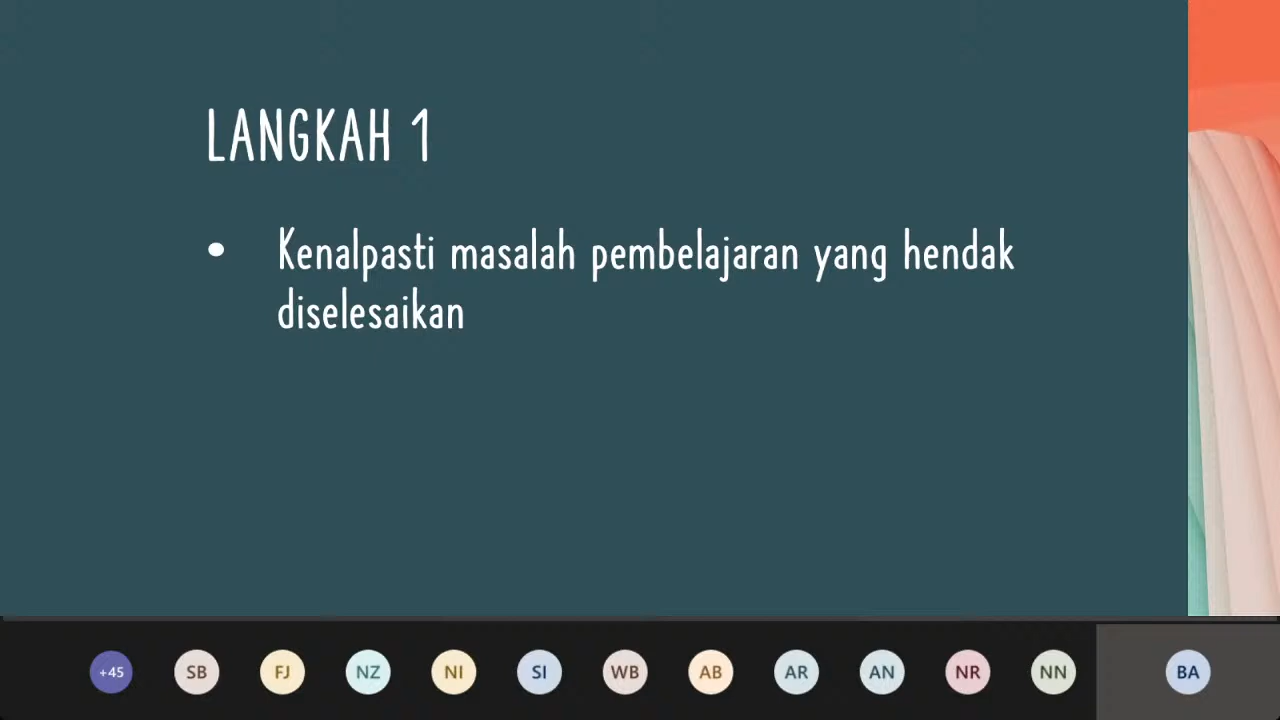 LANGKAH 1
• Kenalpasti masalah pembelajaran yang hendak
diselesaikan
+45 SB FJ NZ NI SI WB AB AR AN NR NN BA